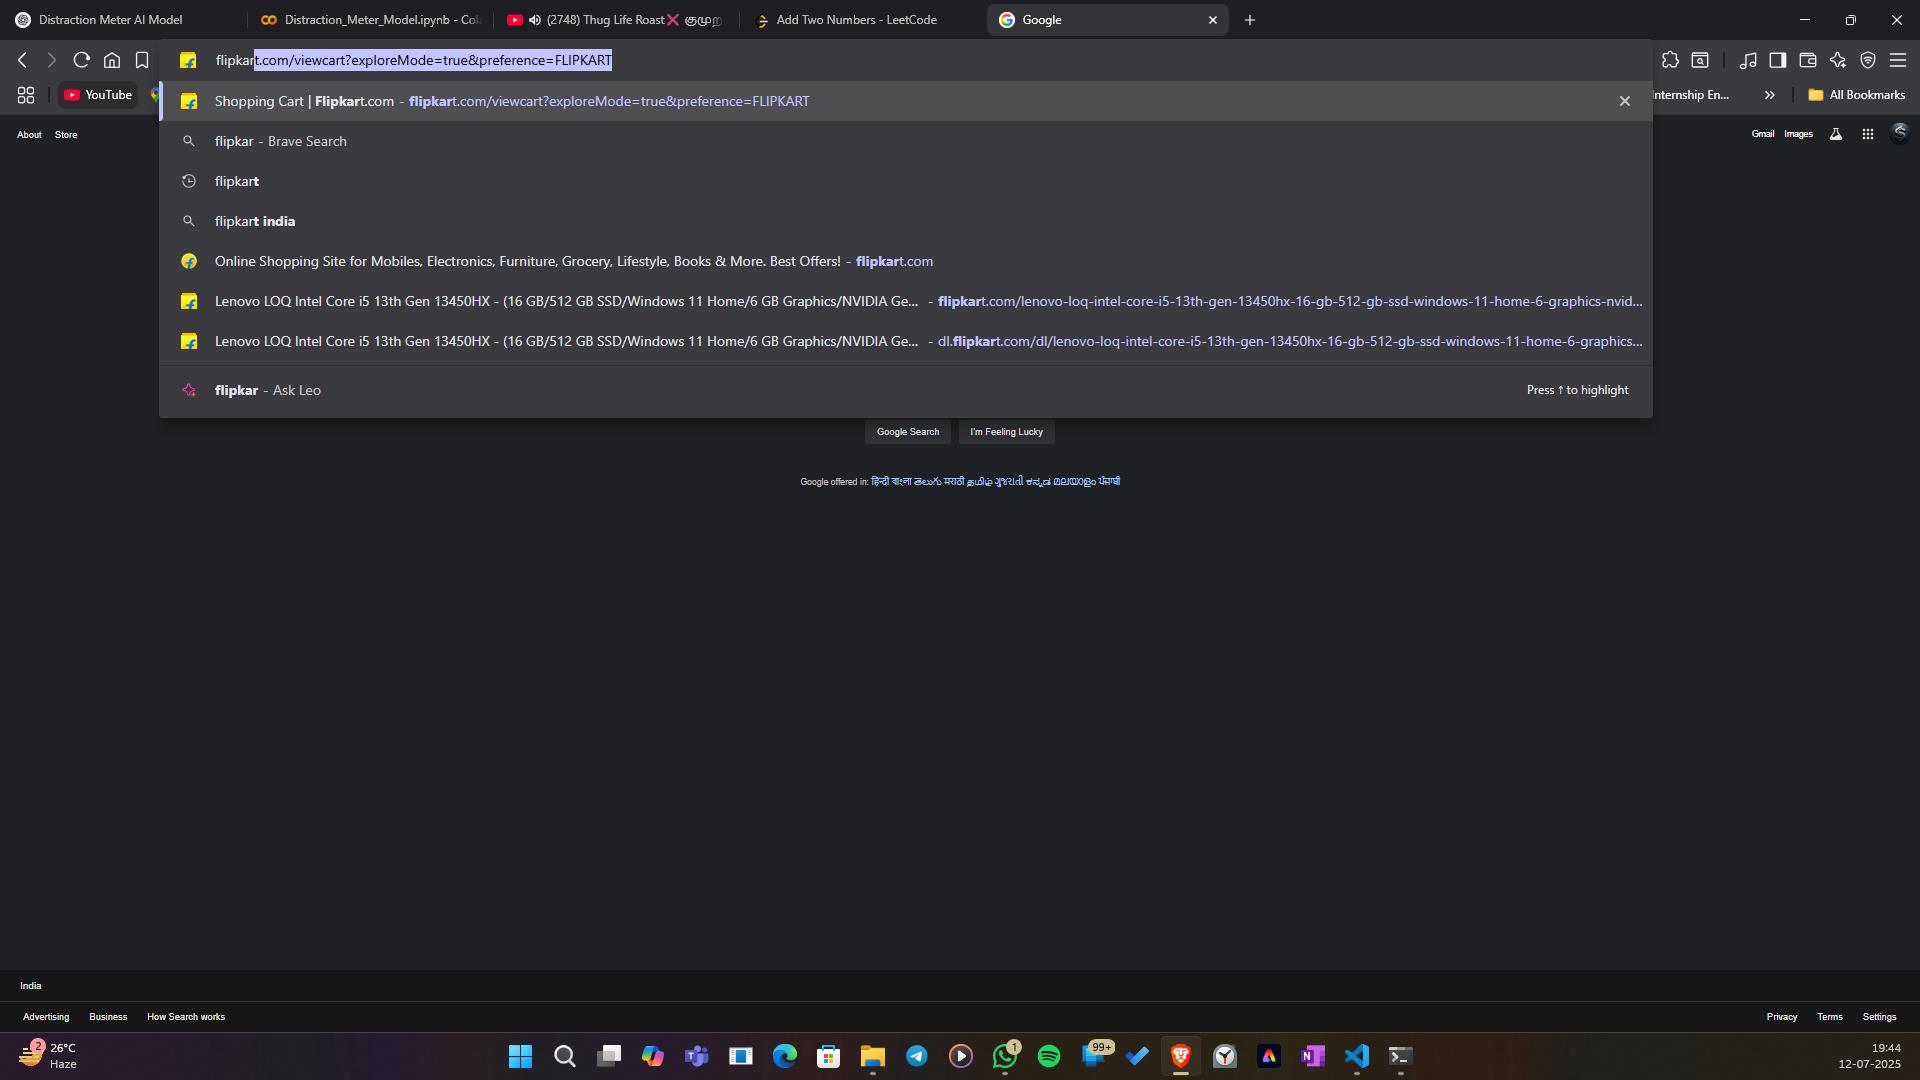 Distraction Meter AI Model
Distraction_Meter_Model.ipynb - Col
(2748) Thug Life Roast❌ குமுற
Add Two Numbers - LeetCode
Google
flipkart.com/viewcart?exploreMode=true&preference=FLIPKART
YouTube
Shopping Cart | Flipkart.com - flipkart.com/viewcart?exploreMode=true&preference=FLIPKART
nternship En...
All Bookmarks
About Store
flipkar - Brave Search
Gmail Images
flipkart
flipkart india
Online Shopping Site for Mobiles, Electronics, Furniture, Grocery, Lifestyle, Books & More. Best Offers! - flipkart.com
Lenovo LOQ Intel Core i5 13th Gen 13450HX - (16 GB/512 GB SSD/Windows 11 Home/6 GB Graphics/NVIDIA Ge... - flipkart.com/lenovo-loq-intel-core-i5-13th-gen-13450hx-16-gb-512-gb-ssd-windows-11-home-6-graphics-nvid...
Lenovo LOQ Intel Core i5 13th Gen 13450HX - (16 GB/512 GB SSD/Windows 11 Home/6 GB Graphics/NVIDIA Ge... - dl.flipkart.com/dl/lenovo-loq-intel-core-i5-13th-gen-13450hx-16-gb-512-gb-ssd-windows-11-home-6-graphics...
flipkar - Ask Leo
Press ↑ to highlight
Google Search
I'm Feeling Lucky
Google offered in: हिन्दी বাংলা తెలుగు मराठी தமிழ் ગુજરાતી ಕನ್ನಡ മലയാളം ਪੰਜਾਬੀ
India
Advertising Business How Search works
Privacy Terms Settings
2
26°C
Haze
1
99+
19:44
12-07-2025